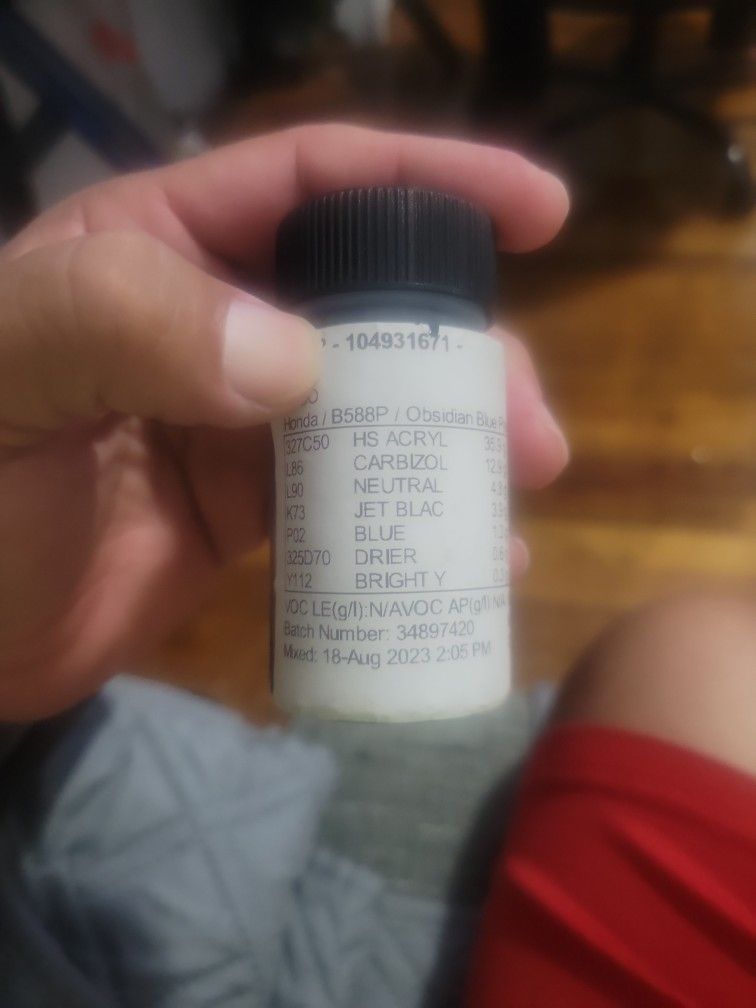 - 104931671 -
Honda / B588P / Obsidian Blue
327C50 HS ACRYL
L86 CARBIZOL
L90 NEUTRAL
K73 JET BLAC
P02 BLUE
325D70 DRIER
Y112 BRIGHT Y
VOC LE(g/l):N/AVOC AP(g/l):N/A
Batch Number: 34897420
Mixed: 18-Aug 2023 2:05 PM